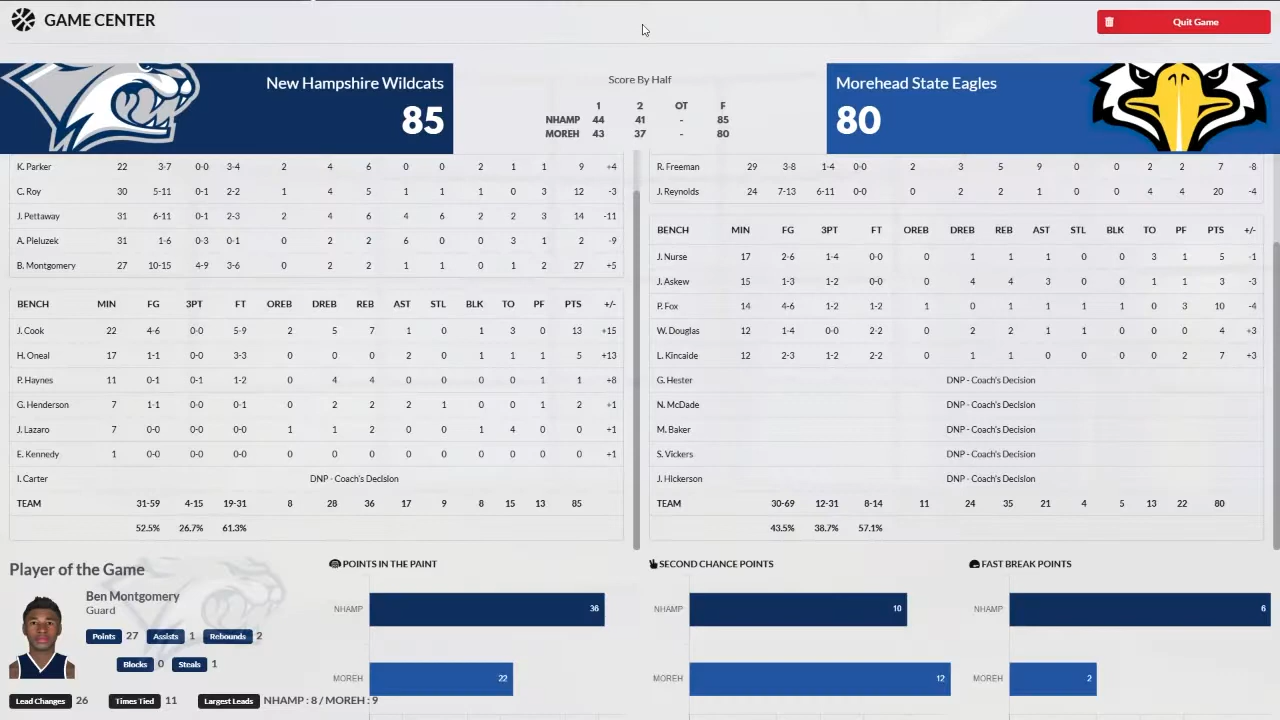 GAME CENTER
Quit Game
New Hampshire Wildcats
85
Score By Half
1 2 OT F
NHAMP 44 41 - 85
MOREH 43 37 - 80
Morehead State Eagles
80
K. Parker 22 3-7 0-0 3-4 2 4 6 0 0 2 1 1 9 +4
C. Roy 30 5-11 0-1 2-2 1 4 5 1 1 1 0 3 12 -3
J. Pettaway 31 6-11 0-1 2-3 2 4 6 4 6 2 2 3 14 -11
A. Pieluzek 31 1-6 0-3 0-1 0 2 2 6 0 0 3 1 2 -9
B. Montgomery 27 10-15 4-9 3-6 0 2 2 1 1 0 1 2 27 +5
BENCH MIN FG 3PT FT OREB DREB REB AST STL BLK TO PF PTS +/-
J. Cook 22 4-6 0-0 5-9 2 5 7 1 0 1 3 0 13 +15
H. Oneal 17 1-1 0-0 3-3 0 0 0 2 0 1 1 1 5 +13
P. Haynes 11 0-1 0-1 1-2 0 4 4 0 0 0 0 1 1 +8
G. Henderson 7 1-1 0-0 0-1 0 2 2 2 1 0 0 1 2 +1
J. Lazaro 7 0-0 0-0 0-0 1 1 2 0 0 1 4 0 0 +1
E. Kennedy 1 0-0 0-0 0-0 0 0 0 0 0 0 0 0 0 +1
I. Carter DNP - Coach's Decision
TEAM 31-59 4-15 19-31 8 28 36 17 9 8 15 13 85
52.5% 26.7% 61.3%
R. Freeman 29 3-8 1-4 0-0 2 3 5 9 0 0 2 2 7 -8
J. Reynolds 24 7-13 6-11 0-0 0 2 2 1 0 0 4 4 20 -4
BENCH MIN FG 3PT FT OREB DREB REB AST STL BLK TO PF PTS +/-
J. Nurse 17 2-6 1-4 0-0 0 1 1 1 0 0 3 1 5 -1
J. Askew 15 1-3 1-2 0-0 0 4 4 3 0 0 1 1 3 -3
P. Fox 14 4-6 1-2 1-2 1 0 1 1 1 1 0 3 10 -4
W. Douglas 12 1-4 0-0 2-2 0 2 2 1 1 0 0 0 4 +3
L. Kincaide 12 2-3 1-2 2-2 0 1 1 0 0 0 0 2 7 +3
G. Hester DNP - Coach's Decision
N. McDade DNP - Coach's Decision
M. Baker DNP - Coach's Decision
S. Vickers DNP - Coach's Decision
J. Hickerson DNP - Coach's Decision
TEAM 30-69 12-31 8-14 11 24 35 21 4 5 13 22 80
43.5% 38.7% 57.1%
Player of the Game
Ben Montgomery
Guard
Points 27 Assists 1 Rebounds 2
Blocks 0 Steals 1
Lead Changes 26 Times Tied 11 Largest Leads NHAMP : 8 / MOREH : 9
POINTS IN THE PAINT
NHAMP 36
MOREH 22
SECOND CHANCE POINTS
NHAMP 10
MOREH 12
FAST BREAK POINTS
NHAMP 6
MOREH 2